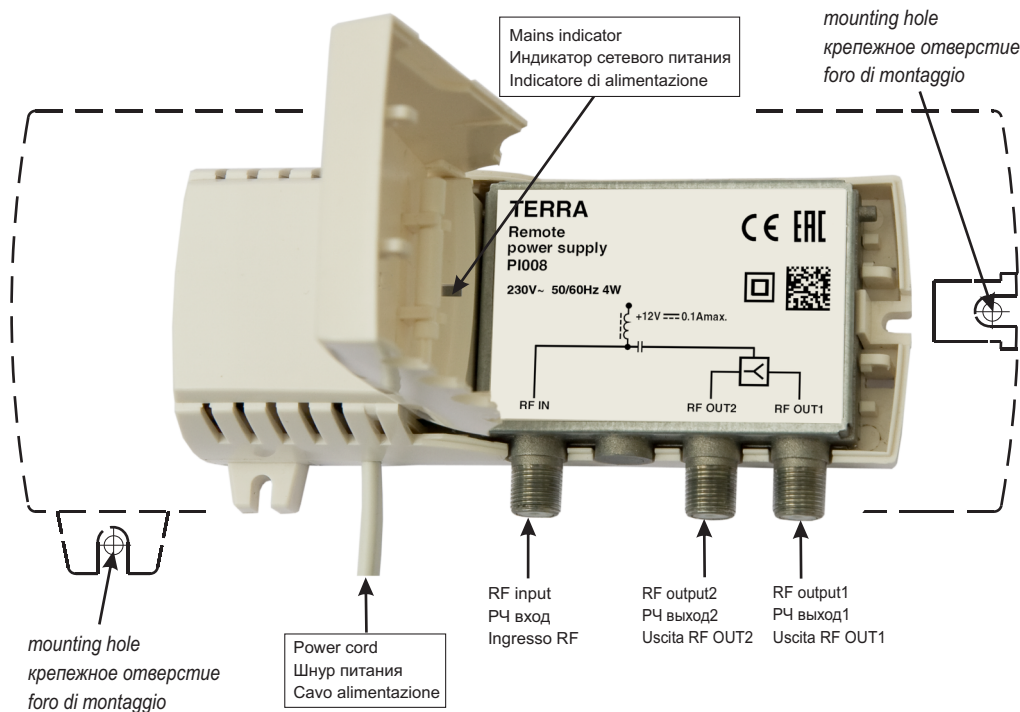 Mains indicator
Индикатор сетевого питания
Indicatore di alimentazione
mounting hole
крепежное отверстие
foro di montaggio
TERRA
Remote
power supply
PI008
230V~ 50/60Hz 4W
CE EAC
+12V ⎓ 0.1Amax.
RF IN
RF OUT2
RF OUT1
RF input
РЧ вход
Ingresso RF
RF output2
РЧ выход2
Uscita RF OUT2
RF output1
РЧ выход1
Uscita RF OUT1
mounting hole
крепежное отверстие
foro di montaggio
Power cord
Шнур питания
Cavo alimentazione